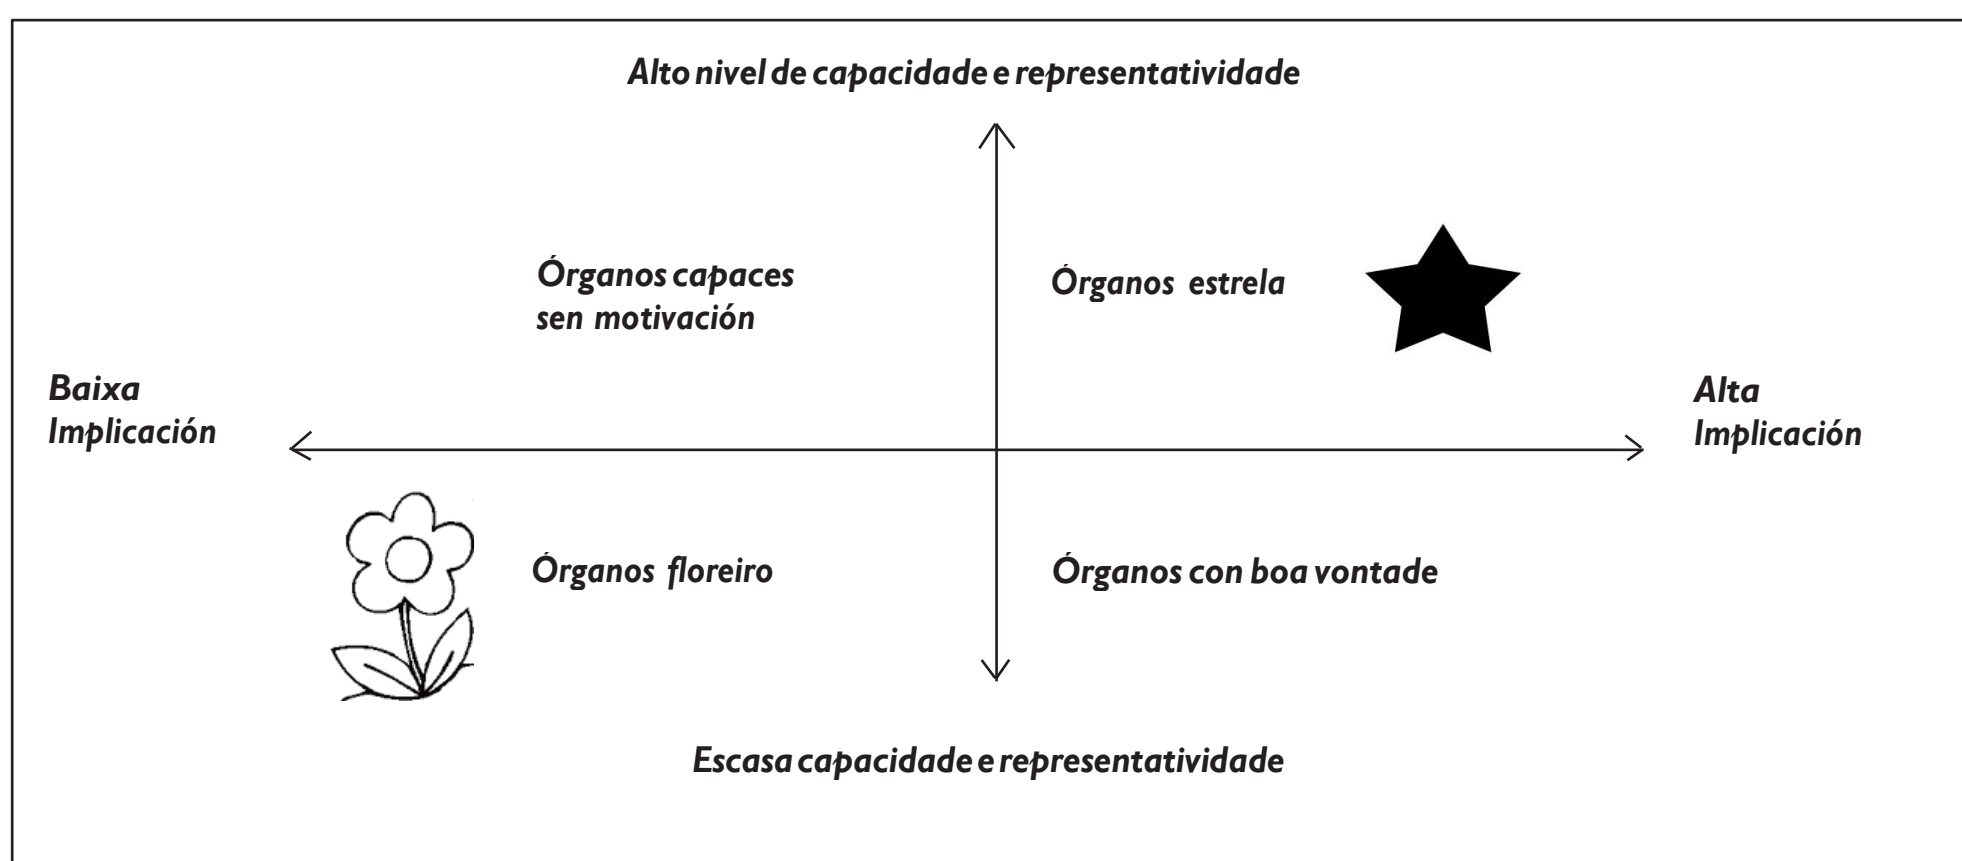 Alto nivel de capacidade e representatividade
Órganos capaces
sen motivación
Órganos estrela
Baixa
Implicación
Alta
Implicación
Órganos floreiro
Órganos con boa vontade
Escasa capacidade e representatividade